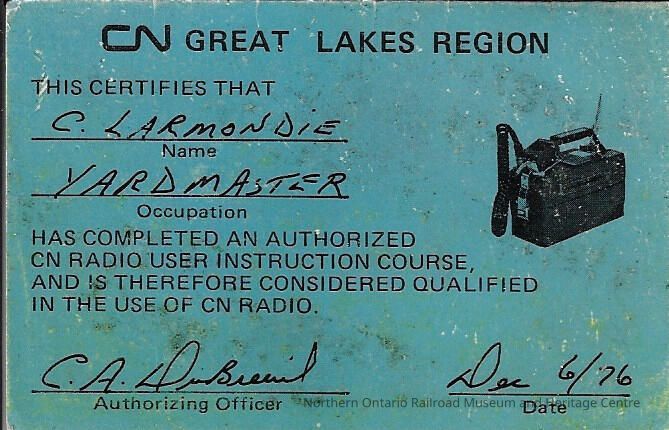 CN GREAT LAKES REGION
THIS CERTIFIES THAT
C. LARMONDIE
Name
YARDMASTER
Occupation
HAS COMPLETED AN AUTHORIZED
CN RADIO USER INSTRUCTION COURSE,
AND IS THEREFORE CONSIDERED QUALIFIED
IN THE USE OF CN RADIO.
C. A. DuBreuil Dec 6/76
Authorizing Officer Date
Northern Ontario Railroad Museum and Heritage Centre